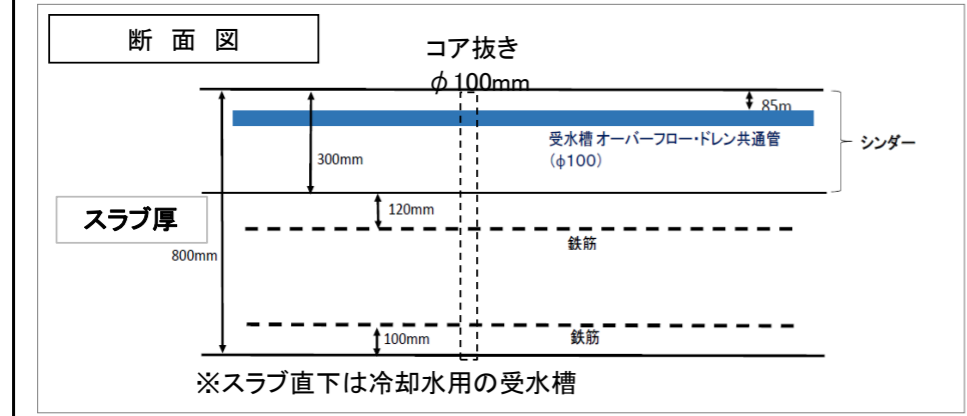 断 面 図
コア抜き
φ100mm
85m
受水槽 オーバーフロー・ドレン共通管
(φ100)
シンダー
300mm
120mm
スラブ厚
鉄筋
800mm
100mm
鉄筋
※スラブ直下は冷却水用の受水槽